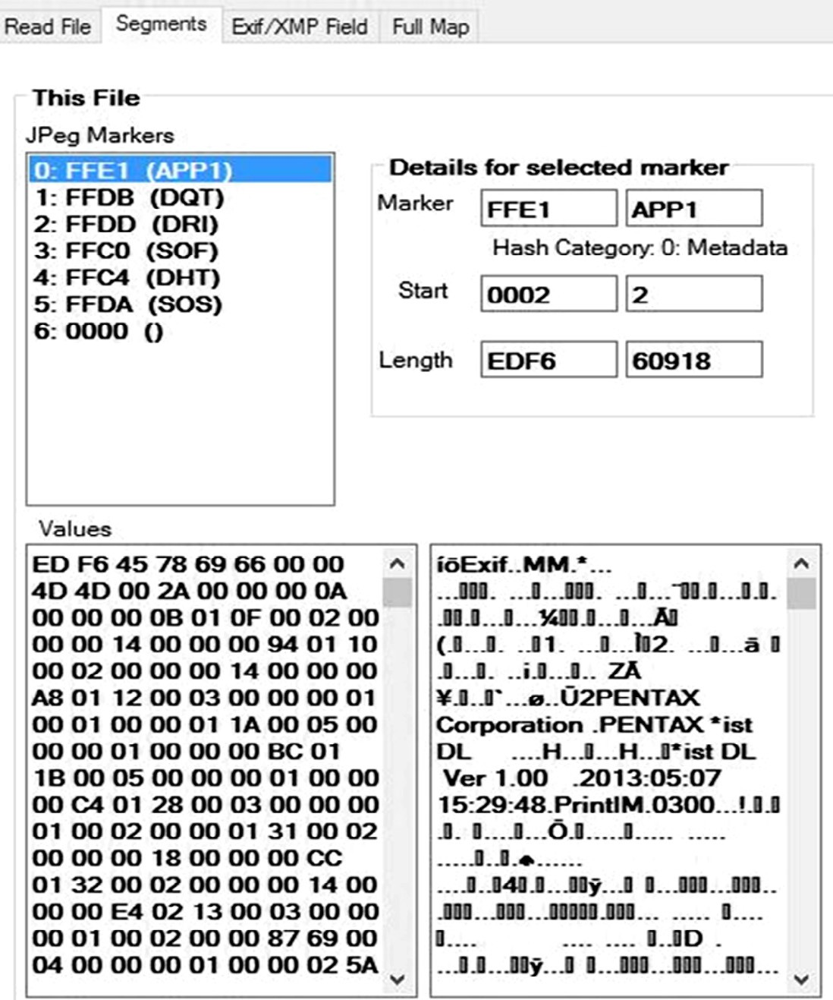 Read File Segments Exif/XMP Field Full Map
This File
JPeg Markers
0: FFE1 (APP1)
1: FFDB (DQT)
2: FFDD (DRI)
3: FFC0 (SOF)
4: FFC4 (DHT)
5: FFDA (SOS)
6: 0000 ()
Details for selected marker
Marker FFE1 APP1
Hash Category: 0: Metadata
Start 0002 2
Length EDF6 60918
Values
ED F6 45 78 69 66 00 00
4D 4D 00 2A 00 00 00 0A
00 00 00 0B 01 0F 00 02 00
00 00 14 00 00 00 94 01 10
00 02 00 00 00 14 00 00 00
A8 01 12 00 03 00 00 00 01
00 01 00 00 01 1A 00 05 00
00 00 01 00 00 00 BC 01
1B 00 05 00 00 00 01 00 00
00 C4 01 28 00 03 00 00 00
01 00 02 00 00 01 31 00 02
00 00 00 18 00 00 00 CC
01 32 00 02 00 00 00 14 00
00 00 E4 02 13 00 03 00 00
00 01 00 02 00 00 87 69 00
04 00 00 00 01 00 00 02 5A
íöExif..MM.*...
¥ Ū2PENTAX
Corporation .PENTAX *ist
DL ....H... ...H... *ist DL
Ver 1.00 .2013:05:07
15:29:48.PrintIM.0300...!.